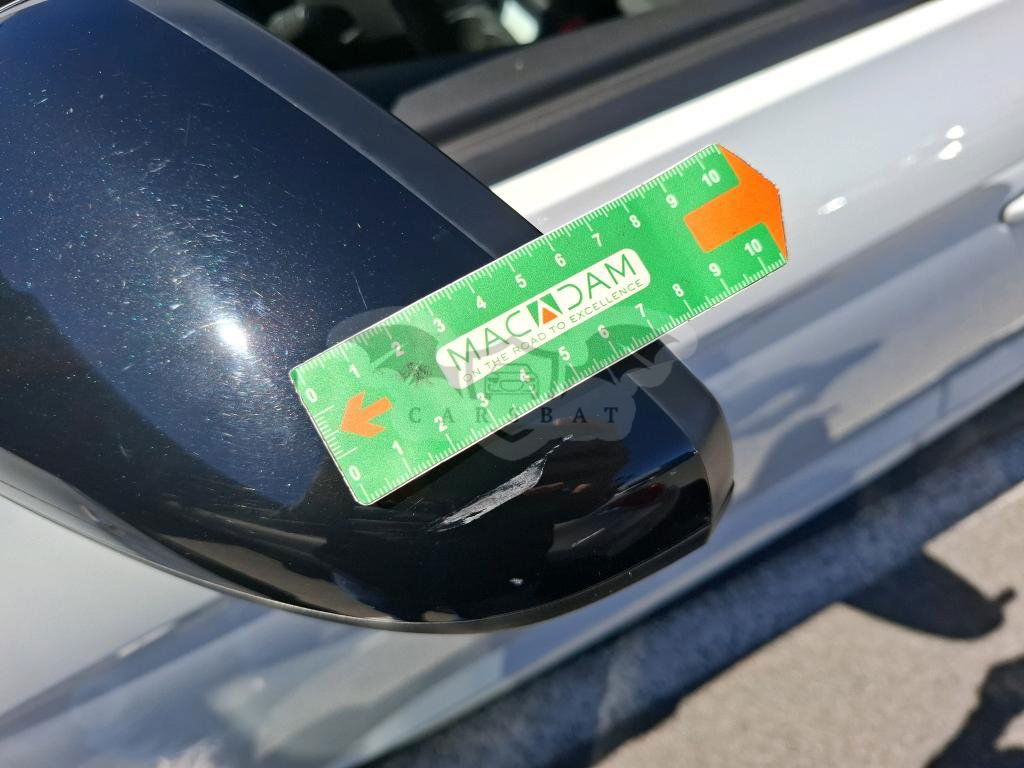 0 1 2 3 4 5 6 7 8 9 10
MACADAM
ON THE ROAD TO EXCELLENCE
0 1 2 3 4 5 6 7 8 9 10
CARGBAT